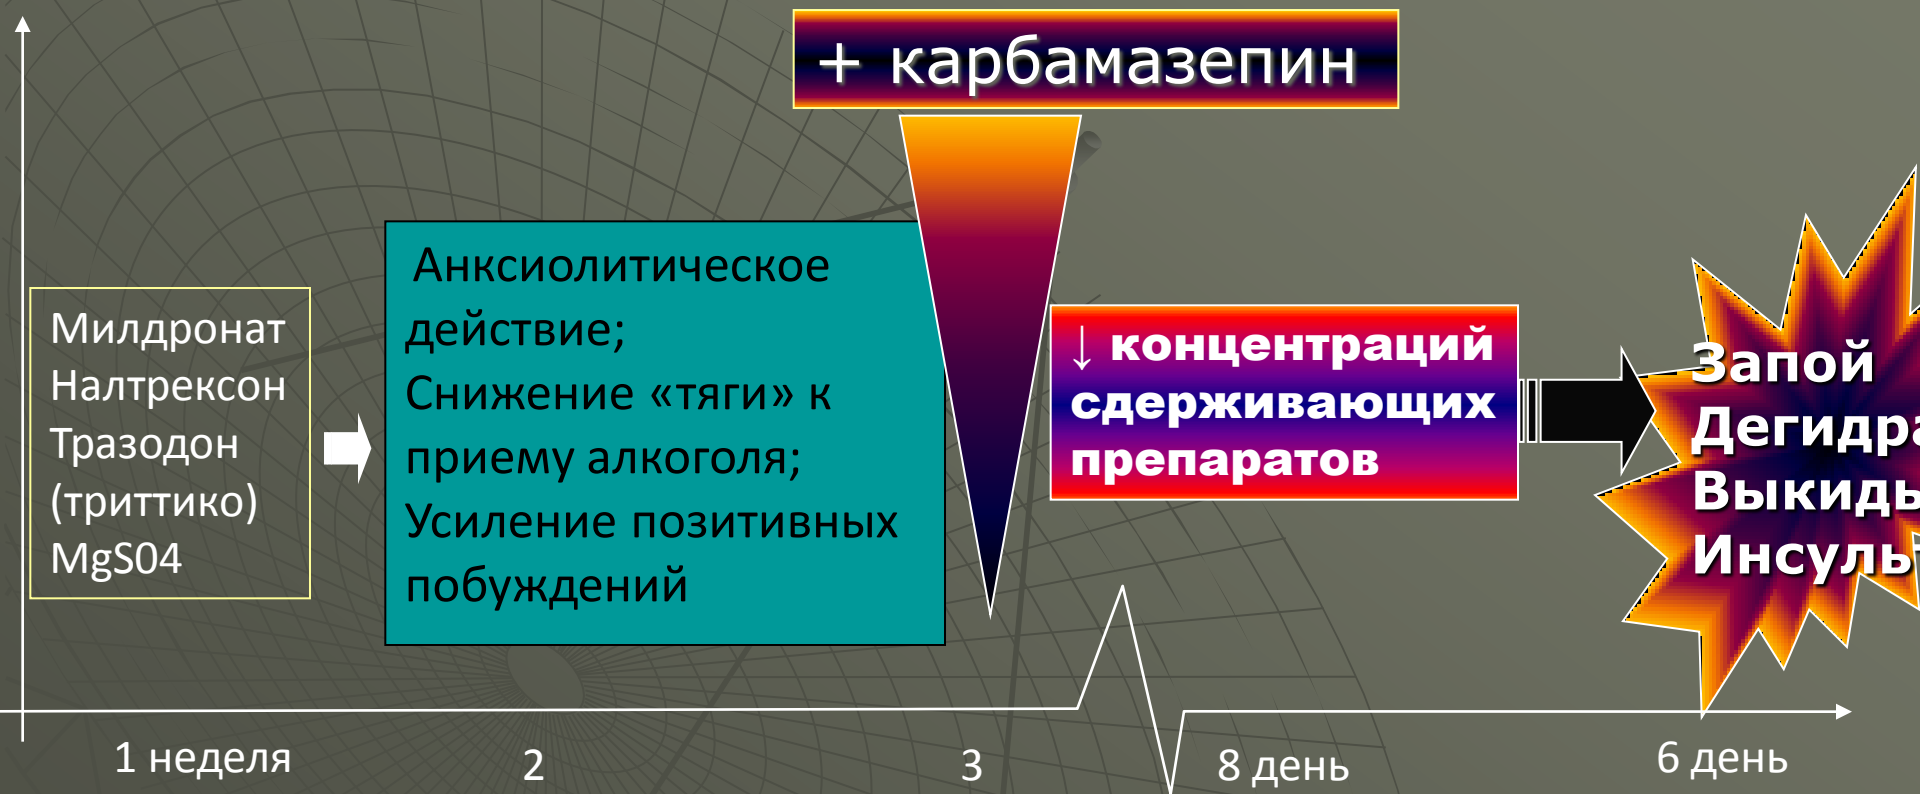 + карбамазепин
Милдронат
Налтрексон
Тразодон
(триттико)
MgS04
Анксиолитическое
действие;
Снижение «тяги» к
приему алкоголя;
Усиление позитивных
побуждений
↓ концентраций
сдерживающих
препаратов
Запой
1 неделя
2
3
8 день
6 день